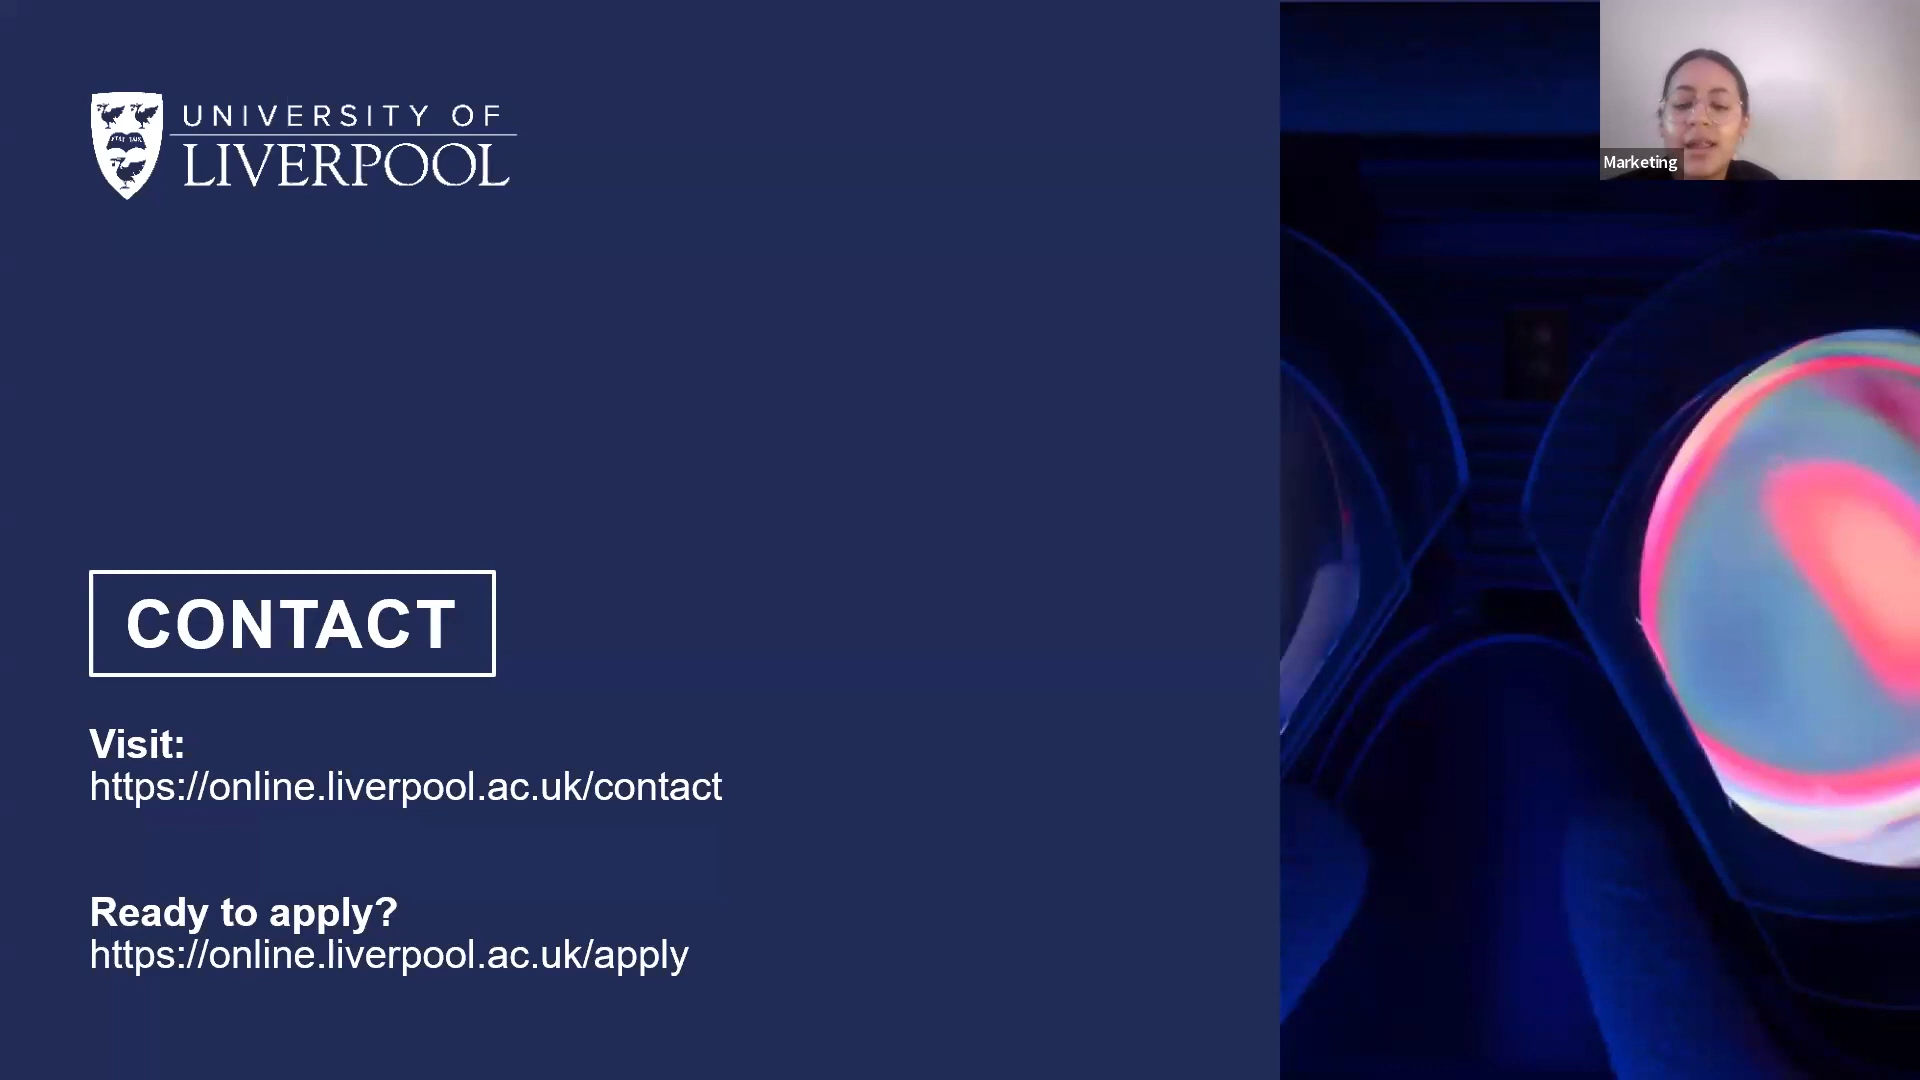 UNIVERSITY OF
LIVERPOOL
Marketing
CONTACT
Visit:
https://online.liverpool.ac.uk/contact
Ready to apply?
https://online.liverpool.ac.uk/apply